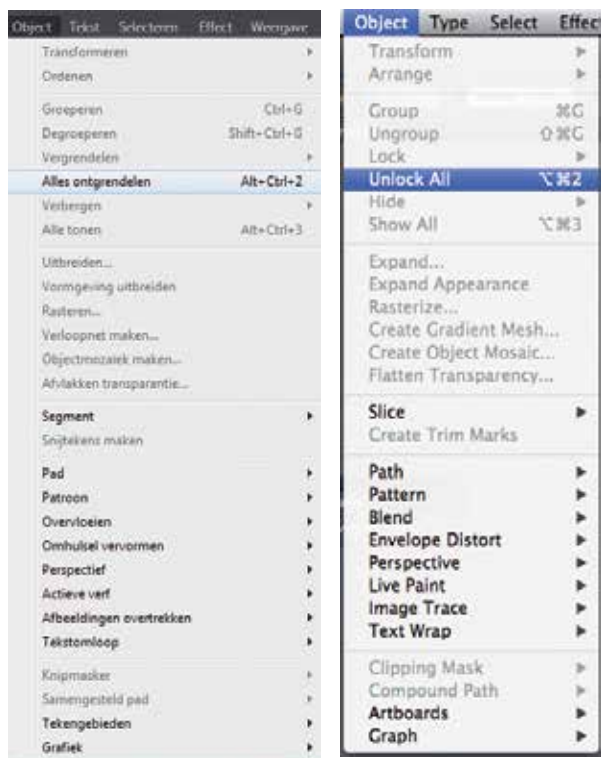 Object Tekst Selecteren Effect Weergave
Transformeren
Ordenen
Groeperen Ctrl+G
Degroeperen Shift+Ctrl+G
Vergrendelen
Alles ontgrendelen Alt+Ctrl+2
Verbergen
Alle tonen Alt+Ctrl+3
Uitbreiden...
Vormgeving uitbreiden
Rasteren...
Verloopnet maken...
Objectmozaïek maken...
Afvlakken transparantie...
Segment
Snijtekens maken
Pad
Patroon
Overvloeien
Omhulsel vervormen
Perspectief
Actieve verf
Afbeeldingen overtrekken
Tekstomloop
Knipmasker
Samengesteld pad
Tekengebieden
Grafiek
Object Type Select Effec
Transform
Arrange
Group ⌘G
Ungroup ⇧⌘G
Lock
Unlock All ⌥⌘2
Hide
Show All ⌥⌘3
Expand...
Expand Appearance
Rasterize...
Create Gradient Mesh...
Create Object Mosaic...
Flatten Transparency...
Slice
Create Trim Marks
Path
Pattern
Blend
Envelope Distort
Perspective
Live Paint
Image Trace
Text Wrap
Clipping Mask
Compound Path
Artboards
Graph